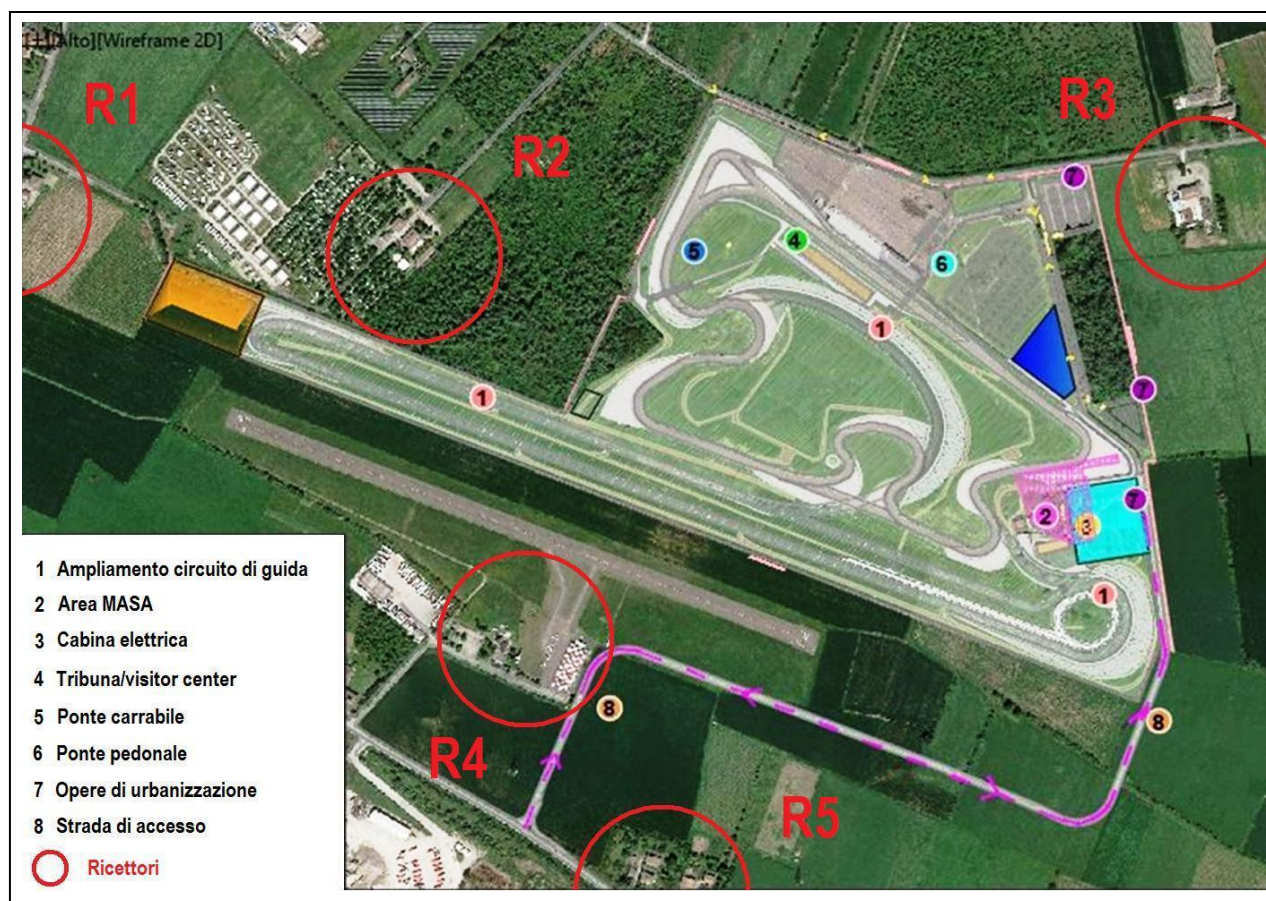 [+][Alto][Wireframe 2D]
R1
R2
R3
7
5
4
6
1
1
7
2
3
7
1
8
8
R4
R5
1 Ampliamento circuito di guida
2 Area MASA
3 Cabina elettrica
4 Tribuna/visitor center
5 Ponte carrabile
6 Ponte pedonale
7 Opere di urbanizzazione
8 Strada di accesso
Ricettori